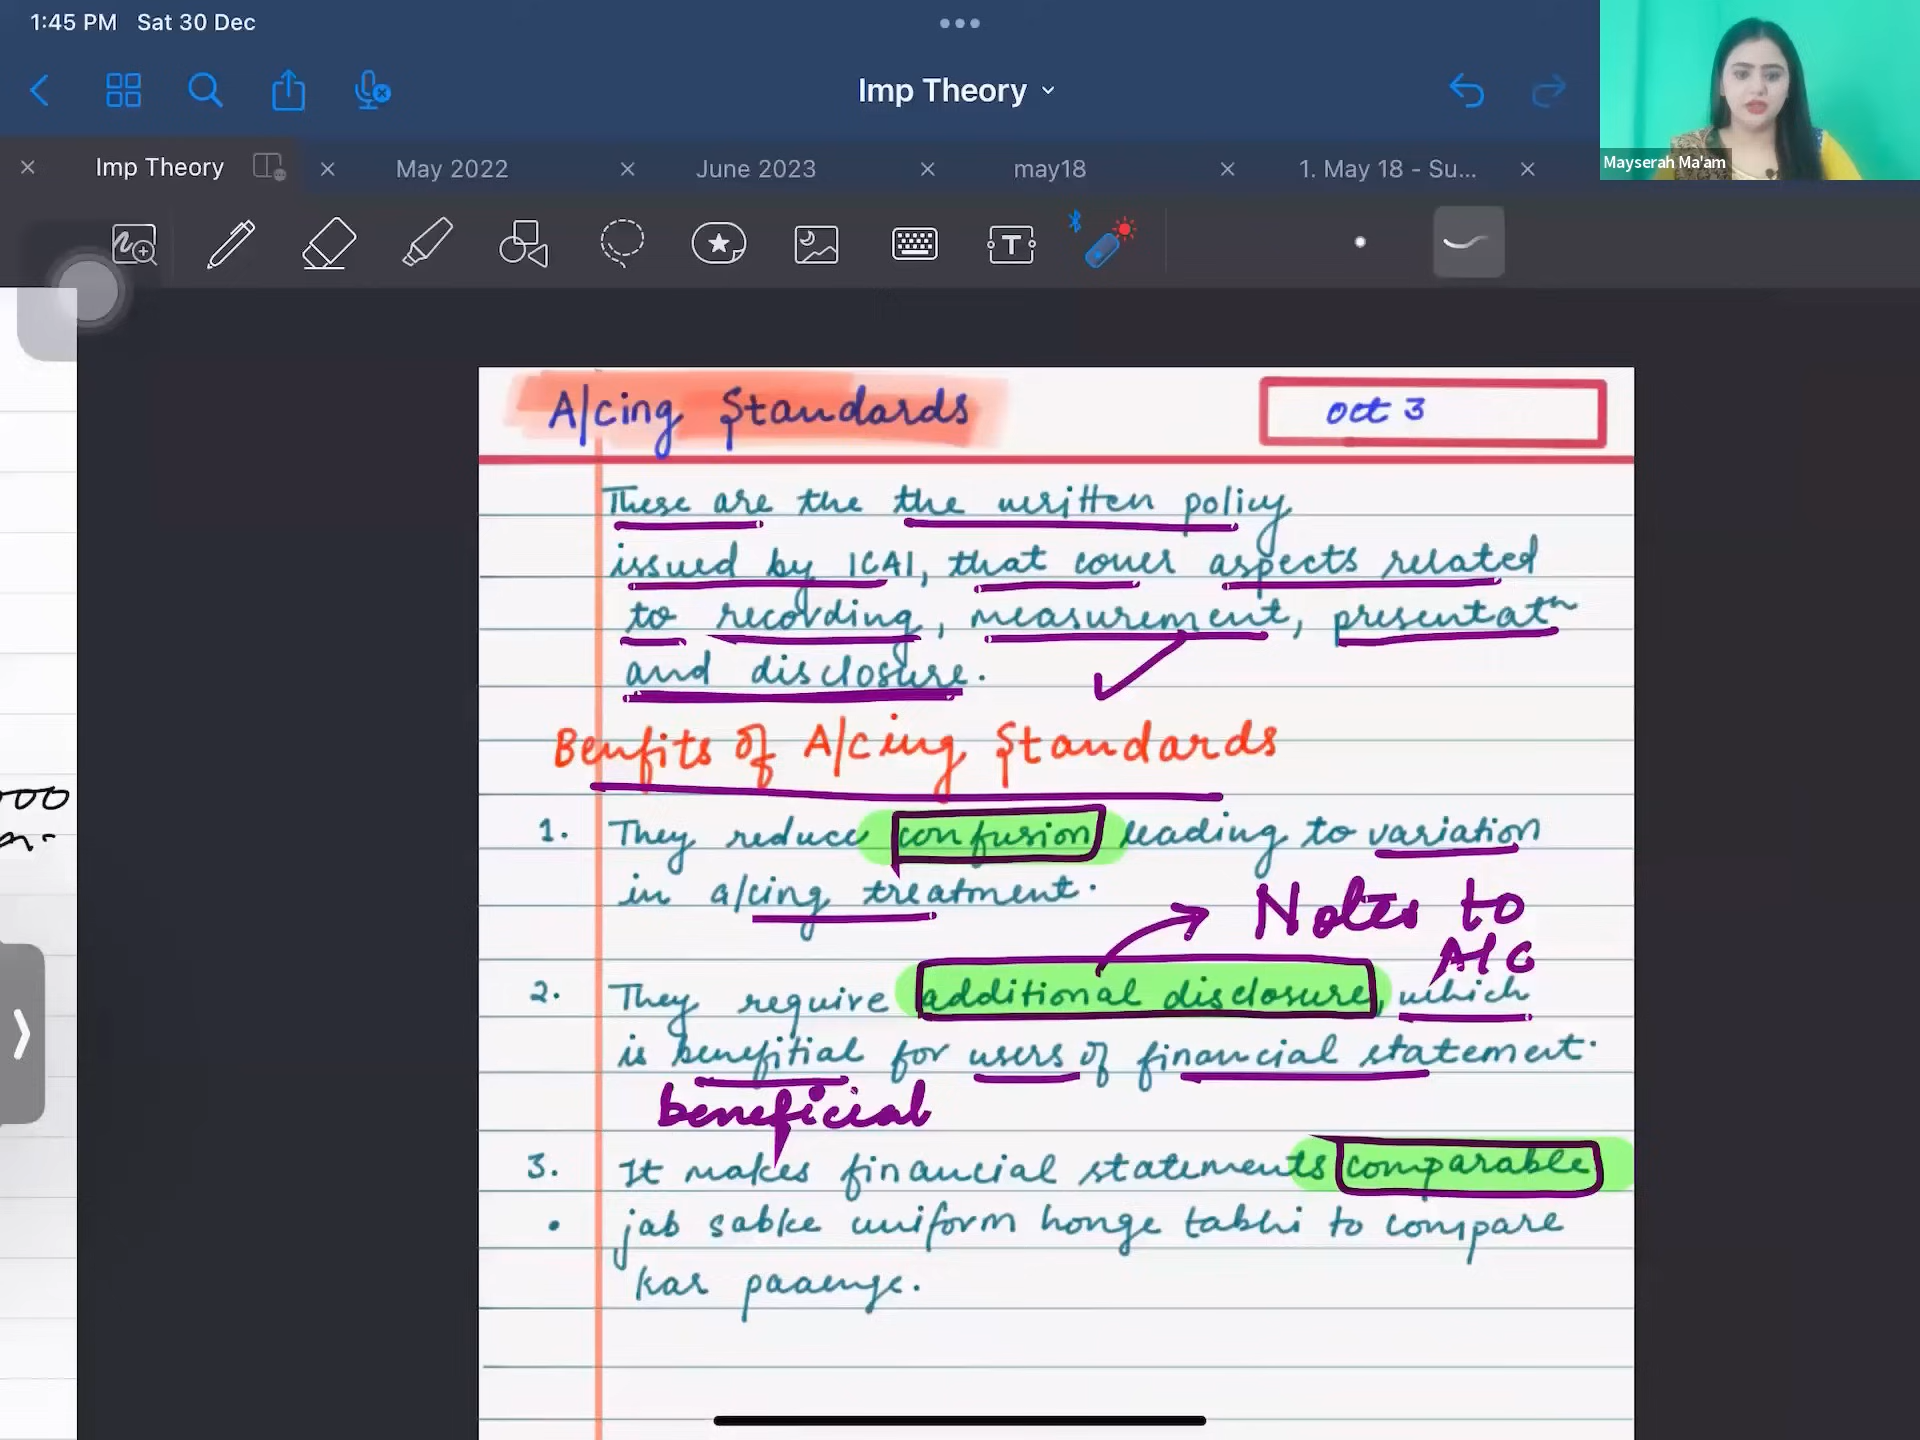 1:45 PM Sat 30 Dec
Imp Theory
Mayserah Ma'am
Imp Theory
May 2022
June 2023
may18
1. May 18 - Su...
A/cing Standards
Oct 3
These are the the written policy
issued by ICAI, that cover aspects related
to recording, measurement, presentatn
and disclosure.
Benfits of A/cing Standards
1. They reduce confusion leading to variation
in a/cing treatment.
Notes to
A/C
2. They require additional disclosure, which
is benefitial for users of financial statement.
beneficial
3. It makes financial statements comparable
jab sabke uniform honge tabhi to compare
kar paaenge.